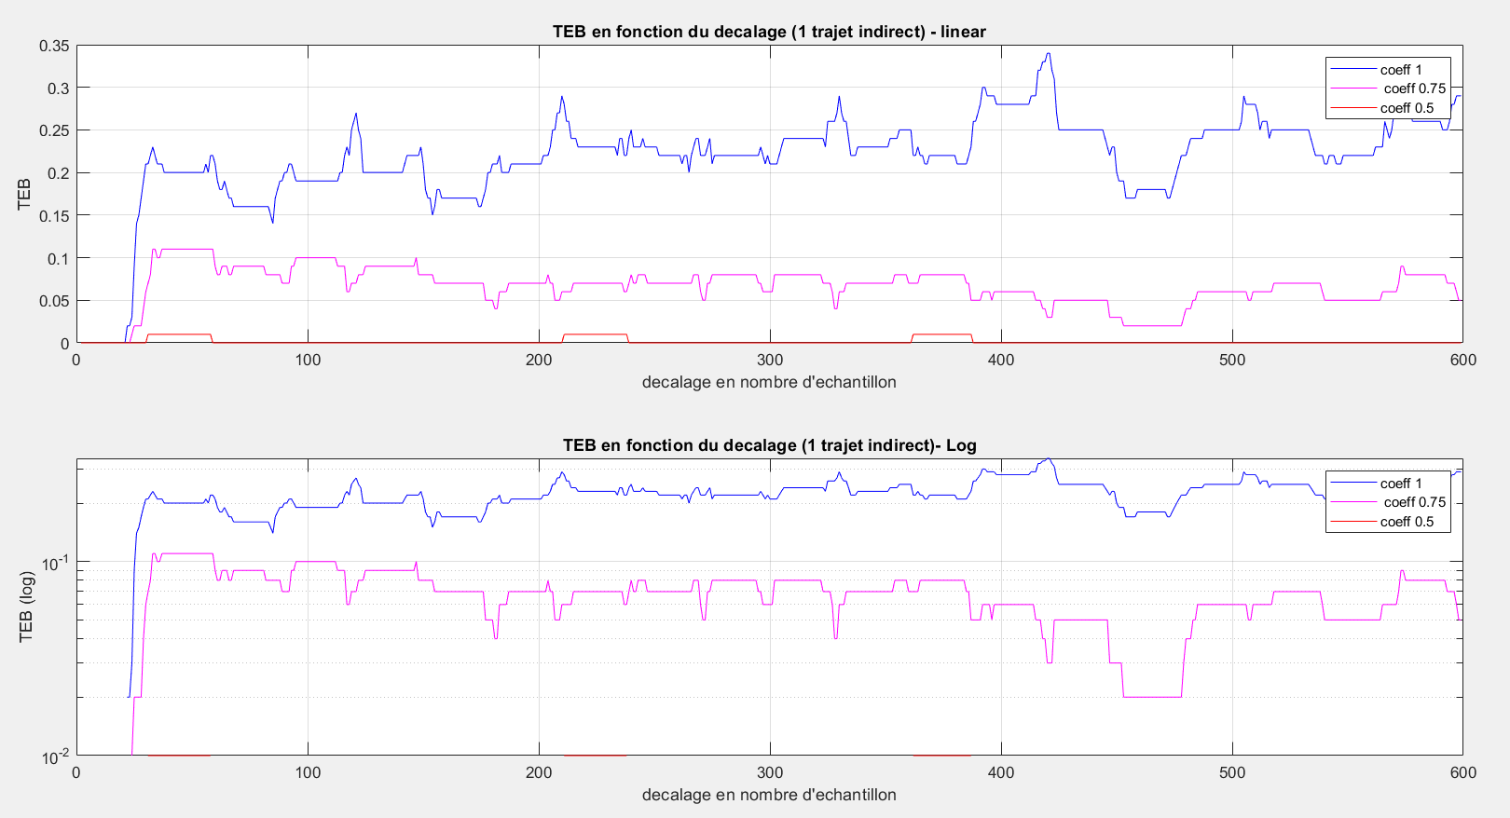 TEB en fonction du decalage (1 trajet indirect) - linear
0.35
0.3
0.25
0.2
0.15
0.1
0.05
0
TEB
coeff 1
coeff 0.75
coeff 0.5
0 100 200 300 400 500 600
decalage en nombre d'echantillon
TEB en fonction du decalage (1 trajet indirect)- Log
10-1
10-2
TEB (log)
coeff 1
coeff 0.75
coeff 0.5
0 100 200 300 400 500 600
decalage en nombre d'echantillon